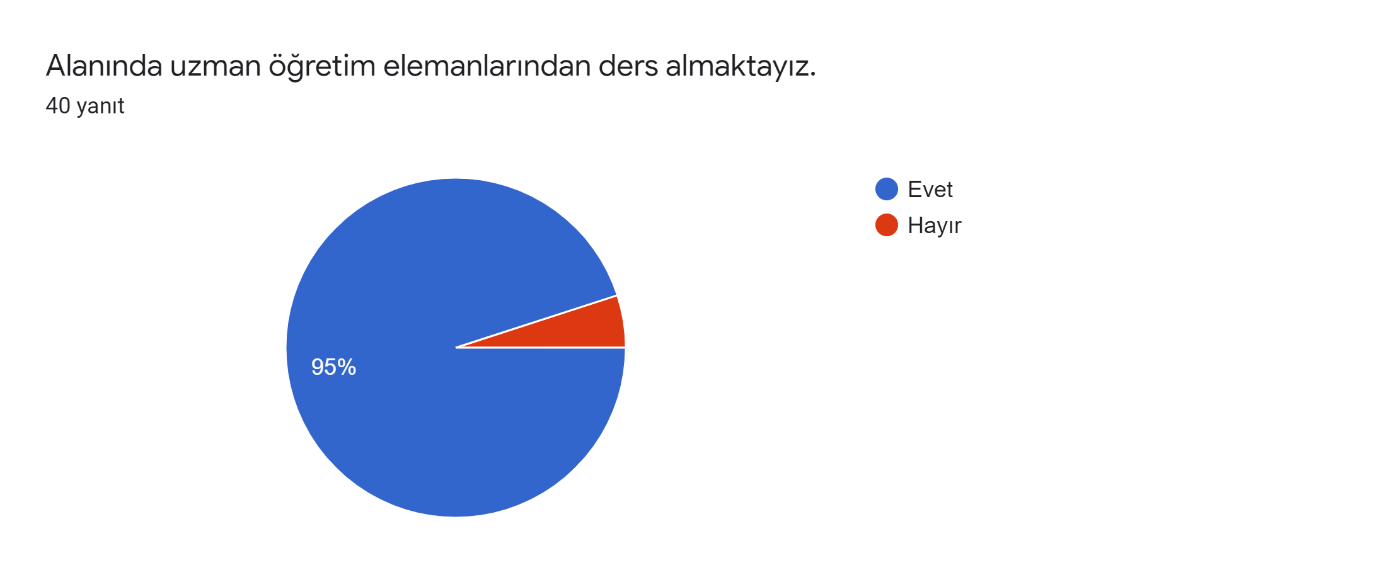 Alanında uzman öğretim elemanlarından ders almaktayız.
40 yanıt
Evet
Hayır
95%